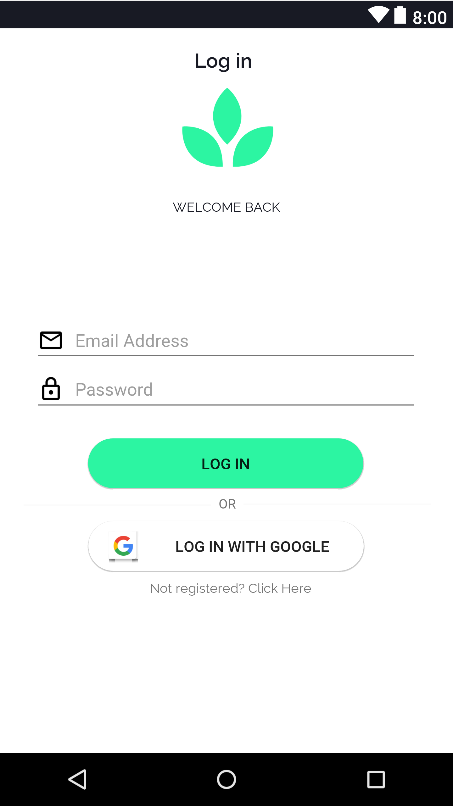 8:00
Log in
WELCOME BACK
Email Address
Password
LOG IN
OR
G LOG IN WITH GOOGLE
Not registered? Click Here